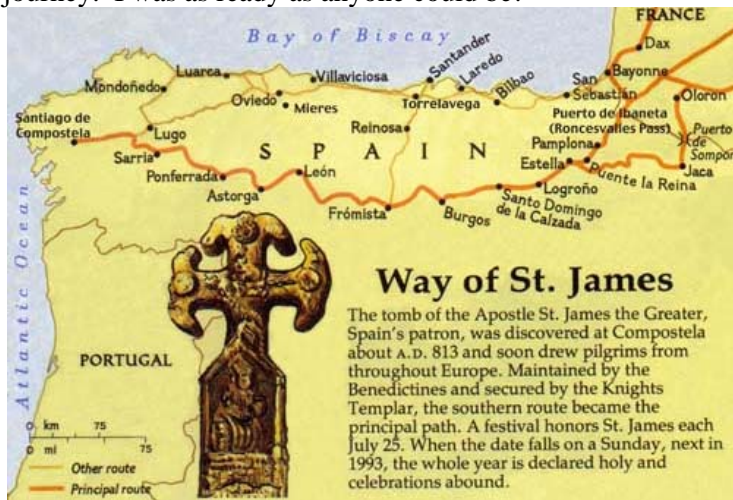 journey. I was as ready as anyone could be.
FRANCE
Bay of Biscay
Dax
Santander
Laredo
Bayonne
Luarca
Villaviciosa
Bilbao
San
Sebastián
Mondoñedo
Oviedo
Mieres
Torrelavega
Oloron
Santiago de
Compostela
Lugo
Reinosa
Puerto de Ibaneta
(Roncesvalles Pass)
Puerto
de
Sompor
SPAIN
Pamplona
Sarria
Estella
Puente la Reina
Jaca
Ponferrada
León
Astorga
Logroño
Frómista
Burgos
Santo Domingo
de la Calzada
Atlantic Ocean
PORTUGAL
Way of St. James
The tomb of the Apostle St. James the Greater,
Spain's patron, was discovered at Compostela
about A.D. 813 and soon drew pilgrims from
throughout Europe. Maintained by the
Benedictines and secured by the Knights
Templar, the southern route became the
principal path. A festival honors St. James each
July 25. When the date falls on a Sunday, next in
1993, the whole year is declared holy and
celebrations abound.
0 km 75
0 mi 75
Other route
Principal route